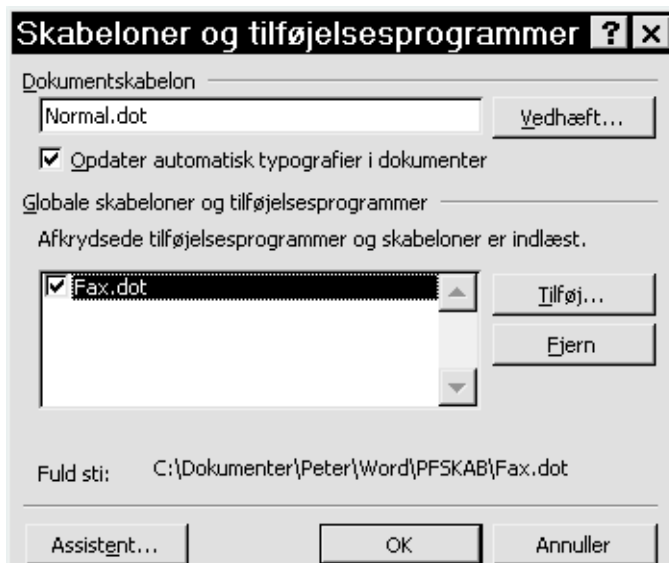 Skabeloner og tilføjelsesprogrammer
Dokumentskabelon
Normal.dot
Vedhæft...
Opdater automatisk typografier i dokumenter
Globale skabeloner og tilføjelsesprogrammer
Afkrydsede tilføjelsesprogrammer og skabeloner er indlæst.
Fax.dot
Tilføj...
Fjern
Fuld sti: C:\Dokumenter\Peter\Word\PFSKAB\Fax.dot
Assistent... OK Annuller